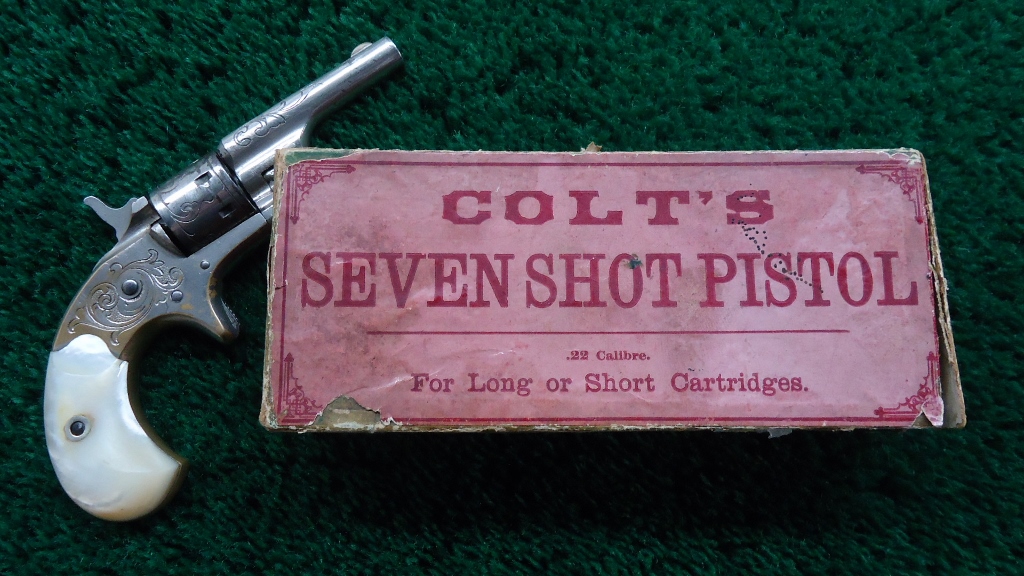 COLT'S
SEVEN SHOT PISTOL
.22 Calibre.
For Long or Short Cartridges.